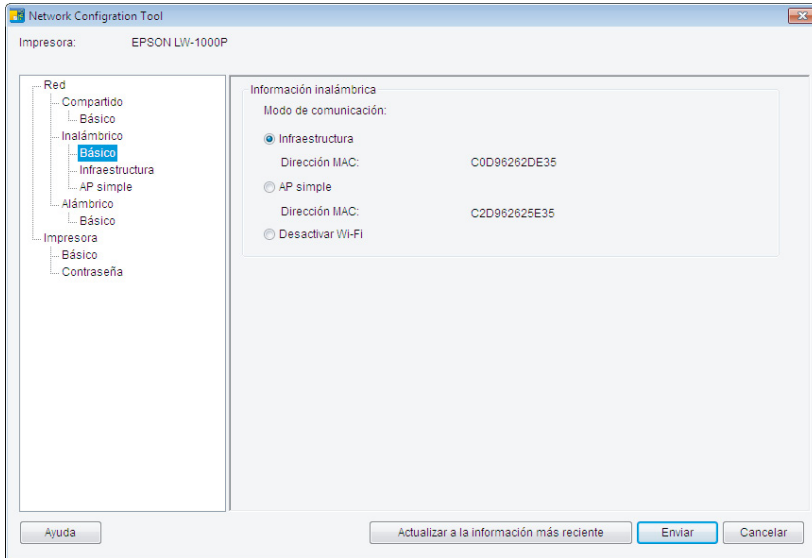 Network Configration Tool
Impresora: EPSON LW-1000P
Red
Compartido
Básico
Inalámbrico
Básico
Infraestructura
AP simple
Alámbrico
Básico
Impresora
Básico
Contraseña
Información inalámbrica
Modo de comunicación:
Infraestructura
Dirección MAC: C0D96262DE35
AP simple
Dirección MAC: C2D962625E35
Desactivar Wi-Fi
Ayuda
Actualizar a la información más reciente
Enviar
Cancelar